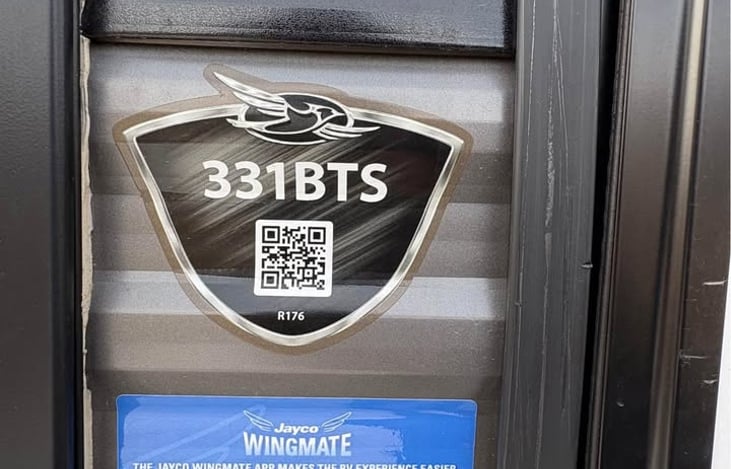 331BTS
R176
Jayco
WINGMATE
THE JAYCO WINGMATE APP MAKES THE RV EXPERIENCE EASIER